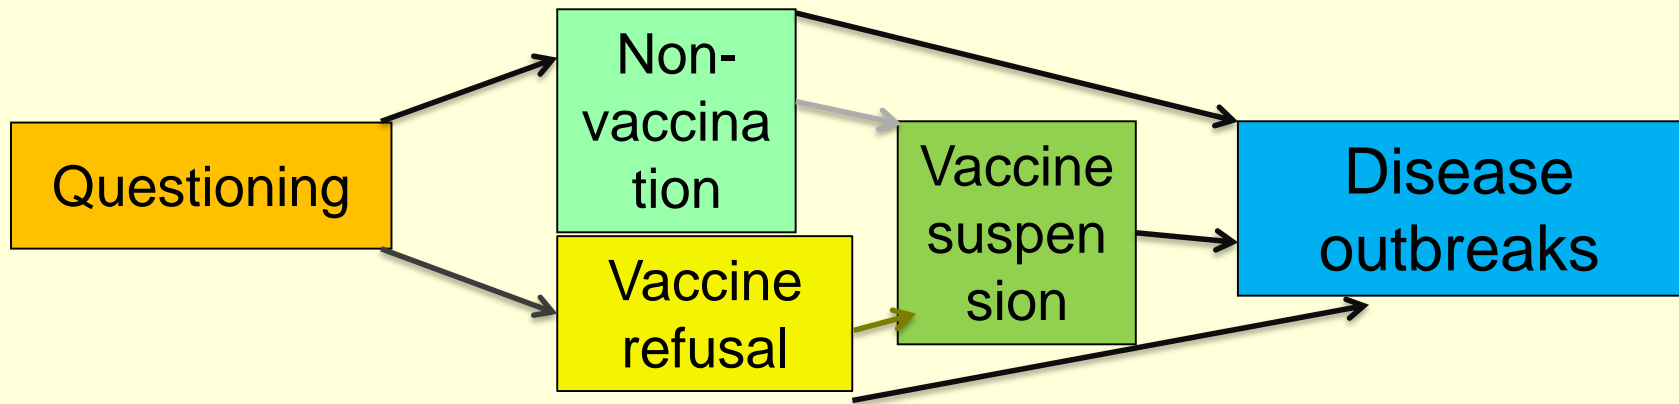 Questioning
Non-
vaccina
tion
Vaccine
refusal
Vaccine
suspen
sion
Disease
outbreaks